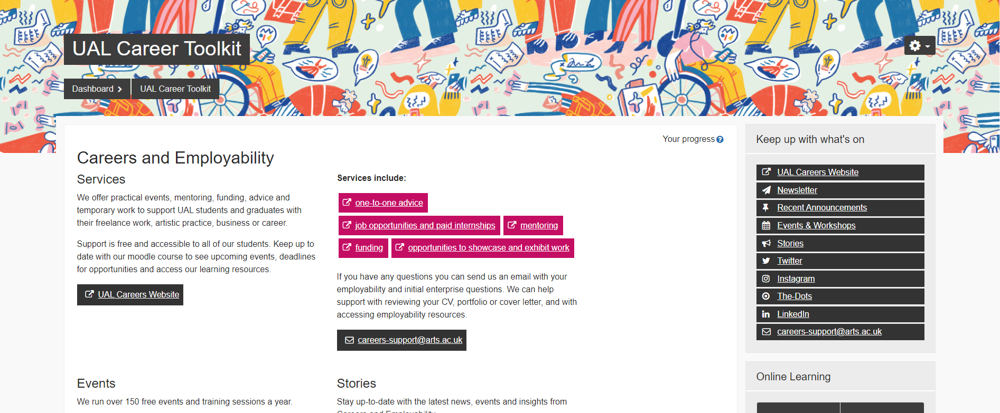 UAL Career Toolkit
Dashboard
UAL Career Toolkit
Your progress
Careers and Employability
Services
We offer practical events, mentoring, funding, advice and
temporary work to support UAL students and graduates with
their freelance work, artistic practice, business or career.
Support is free and accessible to all of our students. Keep up to
date with our moodle course to see upcoming events, deadlines
for opportunities and access our learning resources.
UAL Careers Website
Services include:
one-to-one advice
job opportunities and paid internships mentoring
funding opportunities to showcase and exhibit work
If you have any questions you can send us an email with your
employability and initial enterprise questions. We can help
support with reviewing your CV, portfolio or cover letter, and with
accessing employability resources.
careers-support@arts.ac.uk
Events
We run over 150 free events and training sessions a year.
Stories
Stay up-to-date with the latest news, events and insights from
Careers and Employability
Keep up with what's on
UAL Careers Website
Newsletter
Recent Announcements
Events & Workshops
Stories
Twitter
Instagram
The-Dots
LinkedIn
careers-support@arts.ac.uk
Online Learning